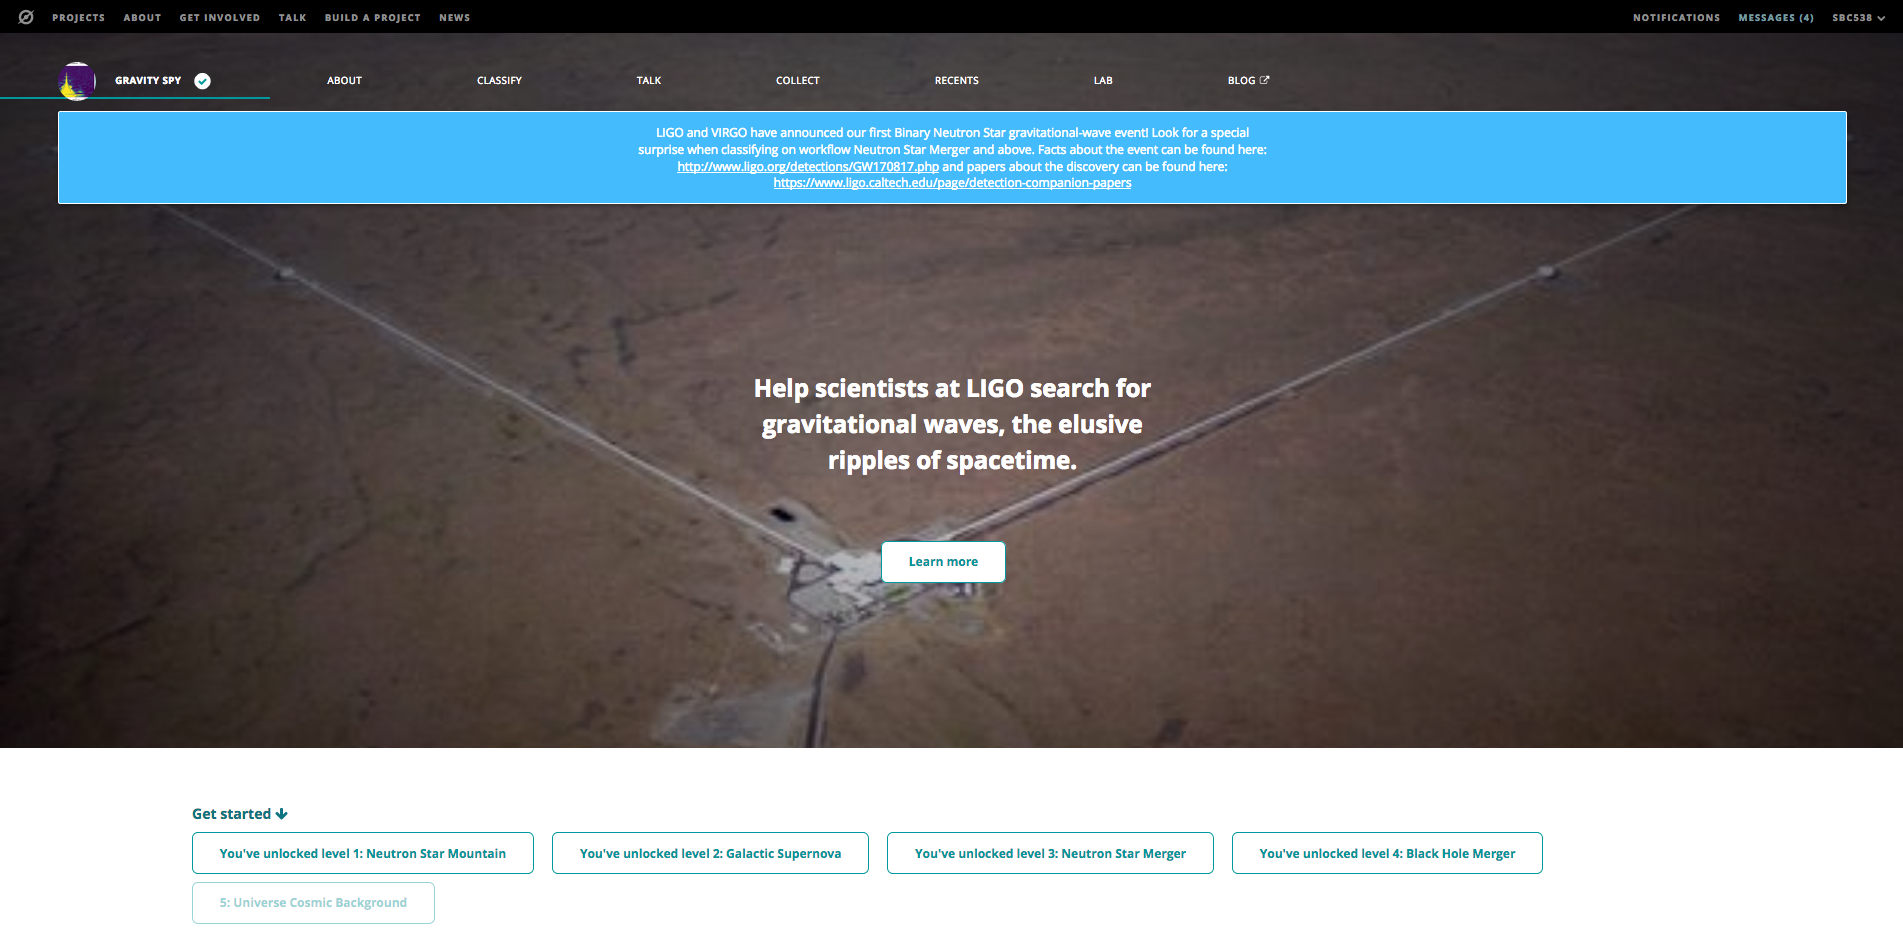 PROJECTS ABOUT GET INVOLVED TALK BUILD A PROJECT NEWS NOTIFICATIONS MESSAGES (4) SBC538
GRAVITY SPY ABOUT CLASSIFY TALK COLLECT RECENTS LAB BLOG
LIGO and VIRGO have announced our first Binary Neutron Star gravitational-wave event! Look for a special
surprise when classifying on workflow Neutron Star Merger and above. Facts about the event can be found here:
http://www.ligo.org/detections/GW170817.php and papers about the discovery can be found here:
https://www.ligo.caltech.edu/page/detection-companion-papers
Help scientists at LIGO search for
gravitational waves, the elusive
ripples of spacetime.
Learn more
Get started
You've unlocked level 1: Neutron Star Mountain You've unlocked level 2: Galactic Supernova You've unlocked level 3: Neutron Star Merger You've unlocked level 4: Black Hole Merger
5: Universe Cosmic Background